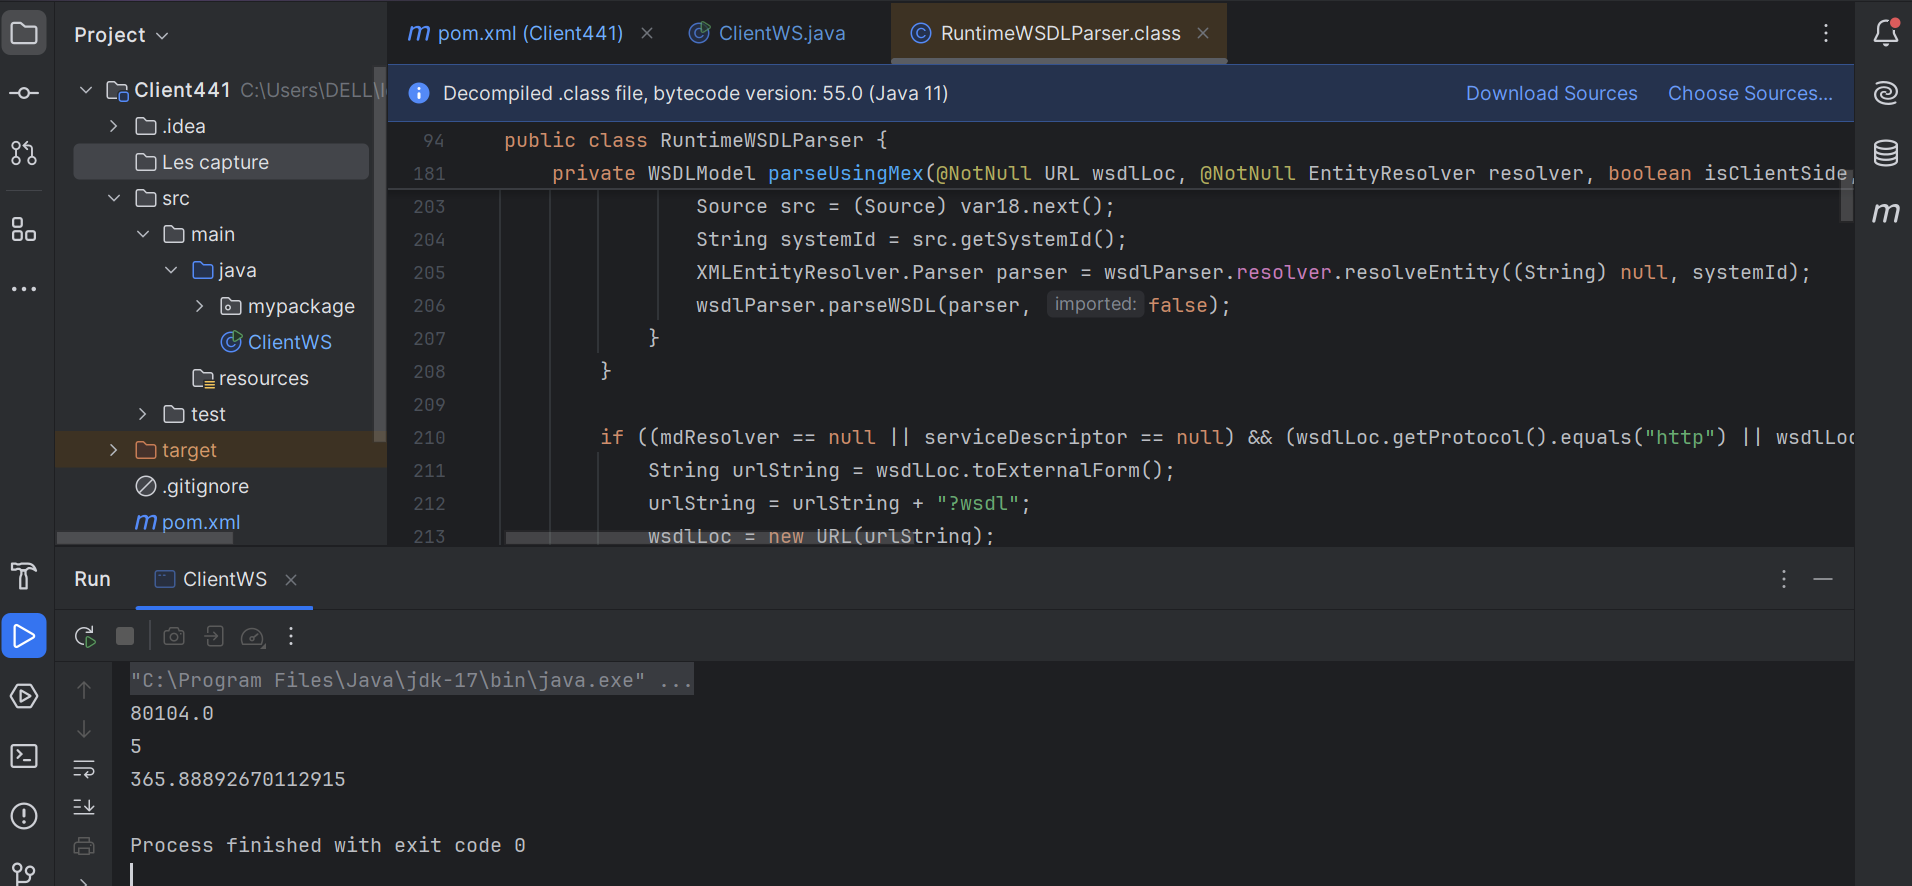 Project
Client441 C:\Users\DELL\
.idea
Les capture
src
main
java
mypackage
ClientWS
resources
test
target
.gitignore
m pom.xml
m pom.xml (Client441)
ClientWS.java
RuntimeWSDLParser.class
Decompiled .class file, bytecode version: 55.0 (Java 11)
Download Sources
Choose Sources...
94 public class RuntimeWSDLParser {
181 private WSDLModel parseUsingMex(@NotNull URL wsdlLoc, @NotNull EntityResolver resolver, boolean isClientSide,
203 Source src = (Source) var18.next();
204 String systemId = src.getSystemId();
205 XMLEntityResolver.Parser parser = wsdlParser.resolver.resolveEntity((String) null, systemId);
206 wsdlParser.parseWSDL(parser, imported: false);
207 }
208 }
209
210 if ((mdResolver == null || serviceDescriptor == null) && (wsdlLoc.getProtocol().equals("http") || wsdlLoc
211 String urlString = wsdlLoc.toExternalForm();
212 urlString = urlString + "?wsdl";
213 wsdlLoc = new URL(urlString);
m
Run
ClientWS
"C:\Program Files\Java\jdk-17\bin\java.exe" ...
80104.0
5
365.88892670112915
Process finished with exit code 0